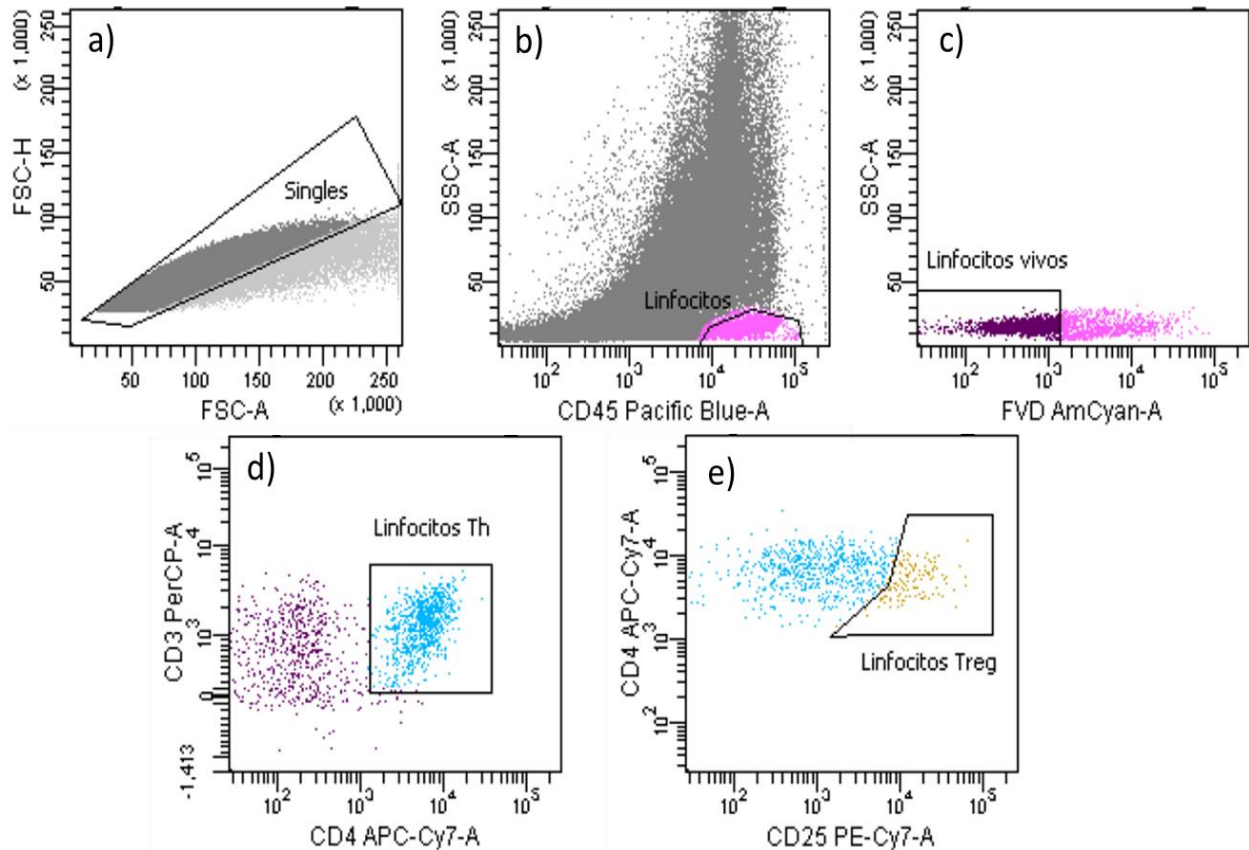 a)
250
200
150
100
50
(x 1,000)
FSC-H
Singles
50 100 150 200 250
(x 1,000)
FSC-A
b)
250
200
150
100
50
(x 1,000)
SSC-A
Linfocitos
10² 10³ 10⁴ 10⁵
CD45 Pacific Blue-A
c)
250
200
150
100
50
(x 1,000)
SSC-A
Linfocitos vivos
10² 10³ 10⁴ 10⁵
FVD AmCyan-A
d)
10⁵
10⁴
10³
0
-1,413
CD3 PerCP-A
Linfocitos Th
10² 10³ 10⁴ 10⁵
CD4 APC-Cy7-A
e)
10⁵
10⁴
10³
10²
CD4 APC-Cy7-A
Linfocitos Treg
10² 10³ 10⁴ 10⁵
CD25 PE-Cy7-A